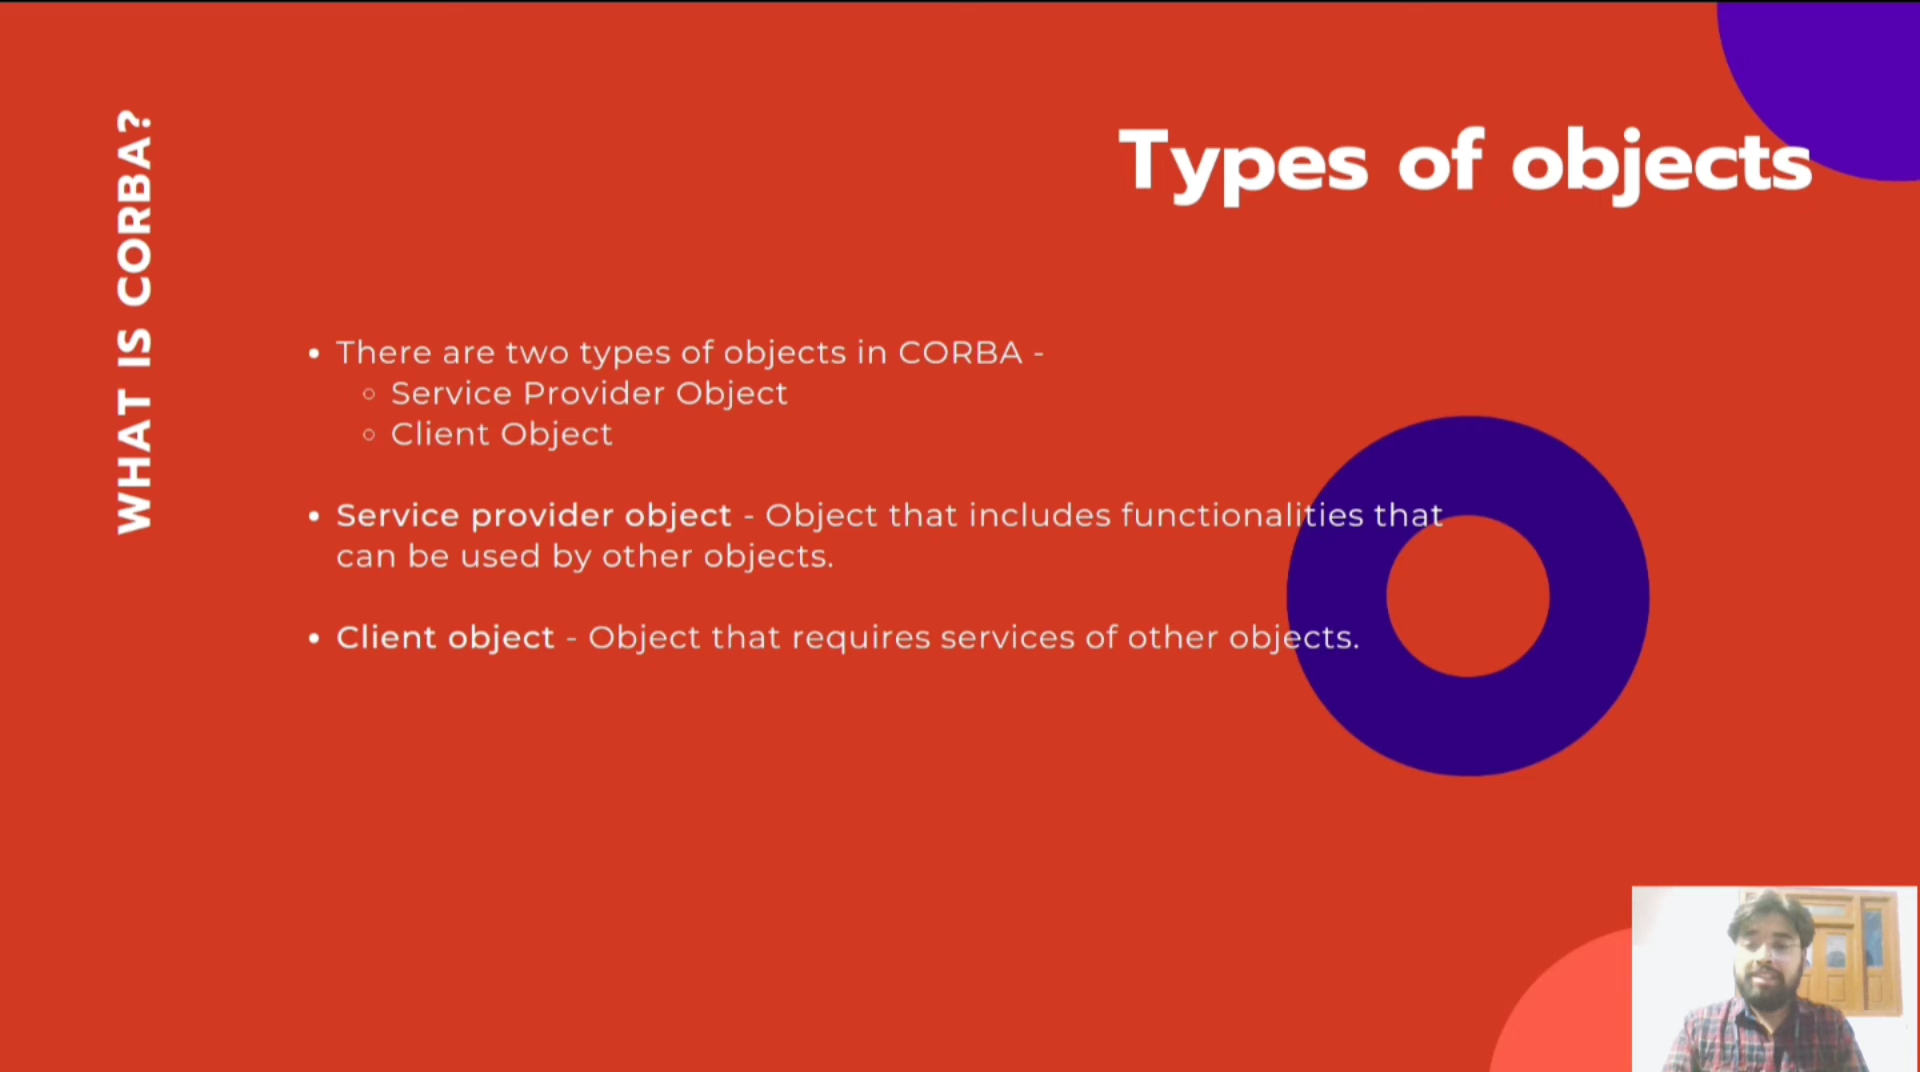 WHAT IS CORBA?
Types of objects
• There are two types of objects in CORBA -
◦ Service Provider Object
◦ Client Object
• Service provider object - Object that includes functionalities that
can be used by other objects.
• Client object - Object that requires services of other objects.